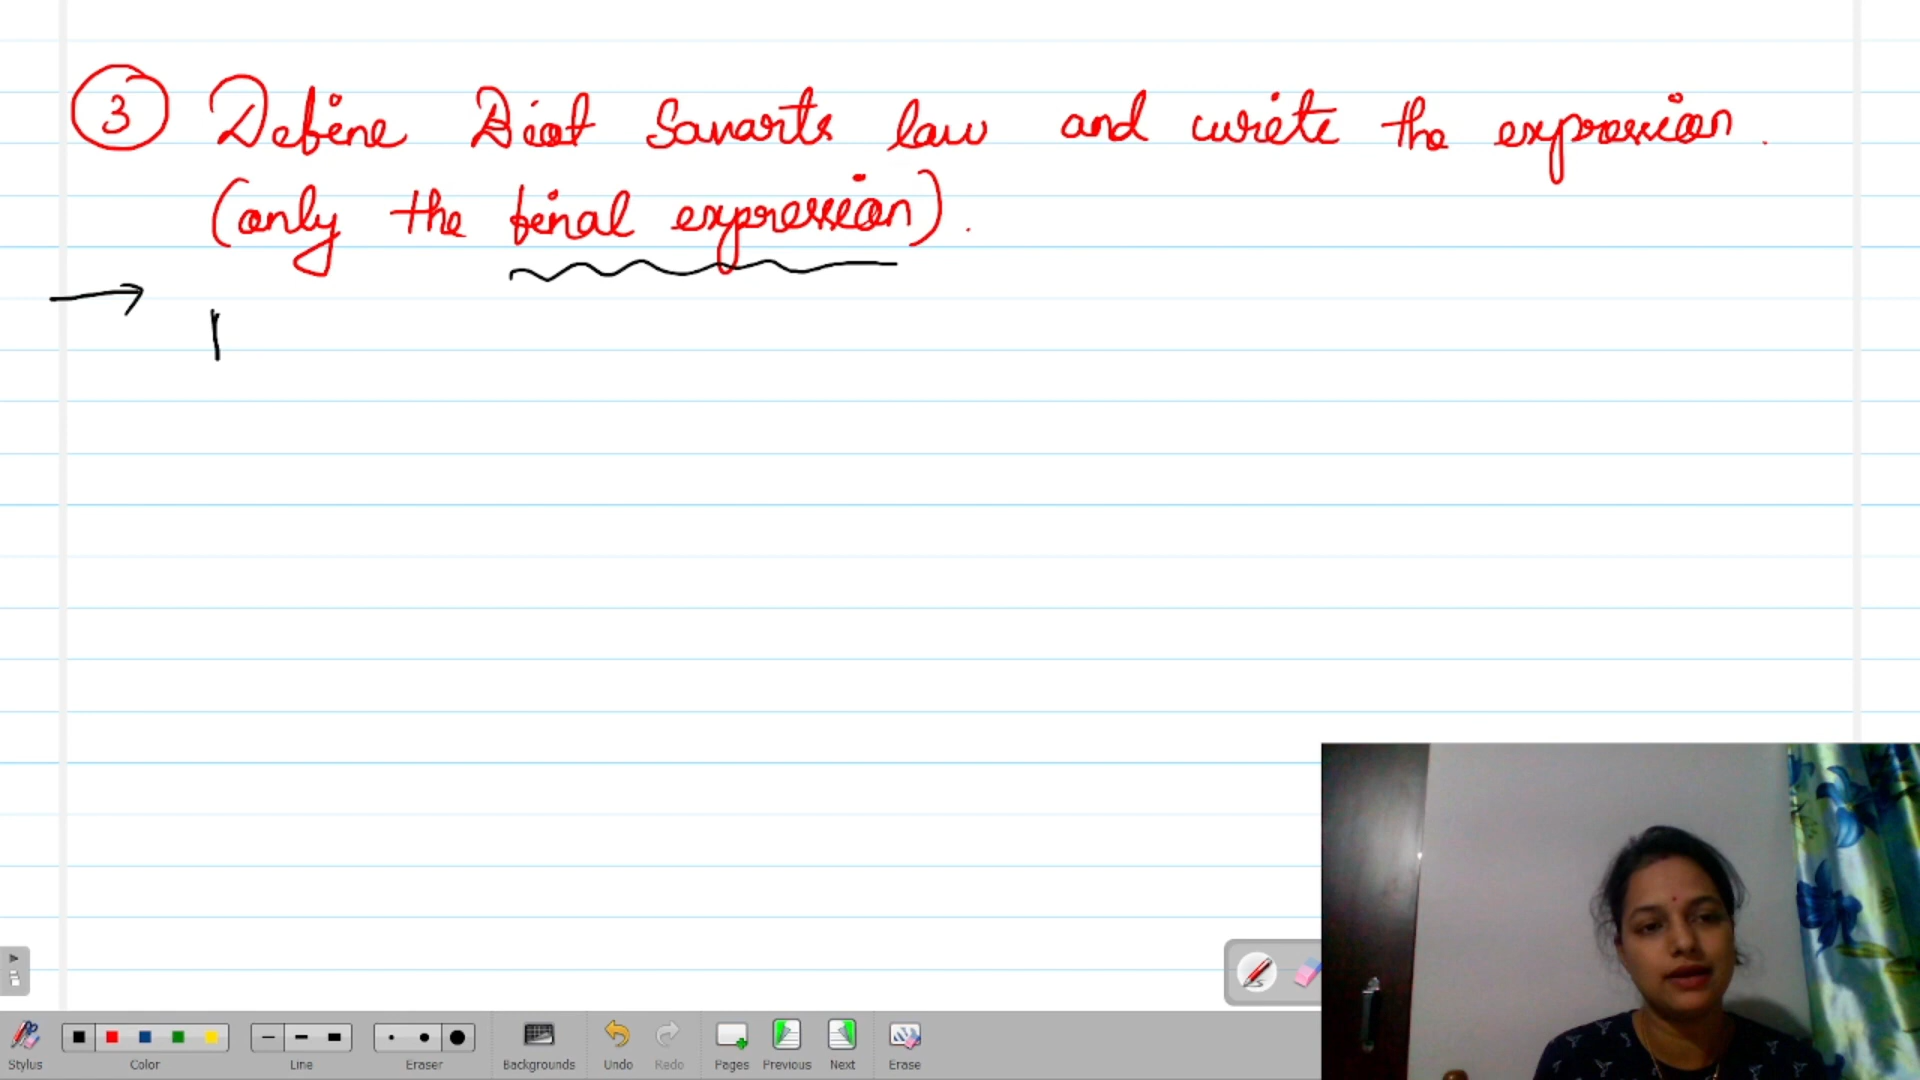 3 Define Biot Savarts law and write the expression.
(only the final expression).
Stylus
Color
Line
Eraser
Backgrounds
Undo
Redo
Pages
Previous
Next
Erase